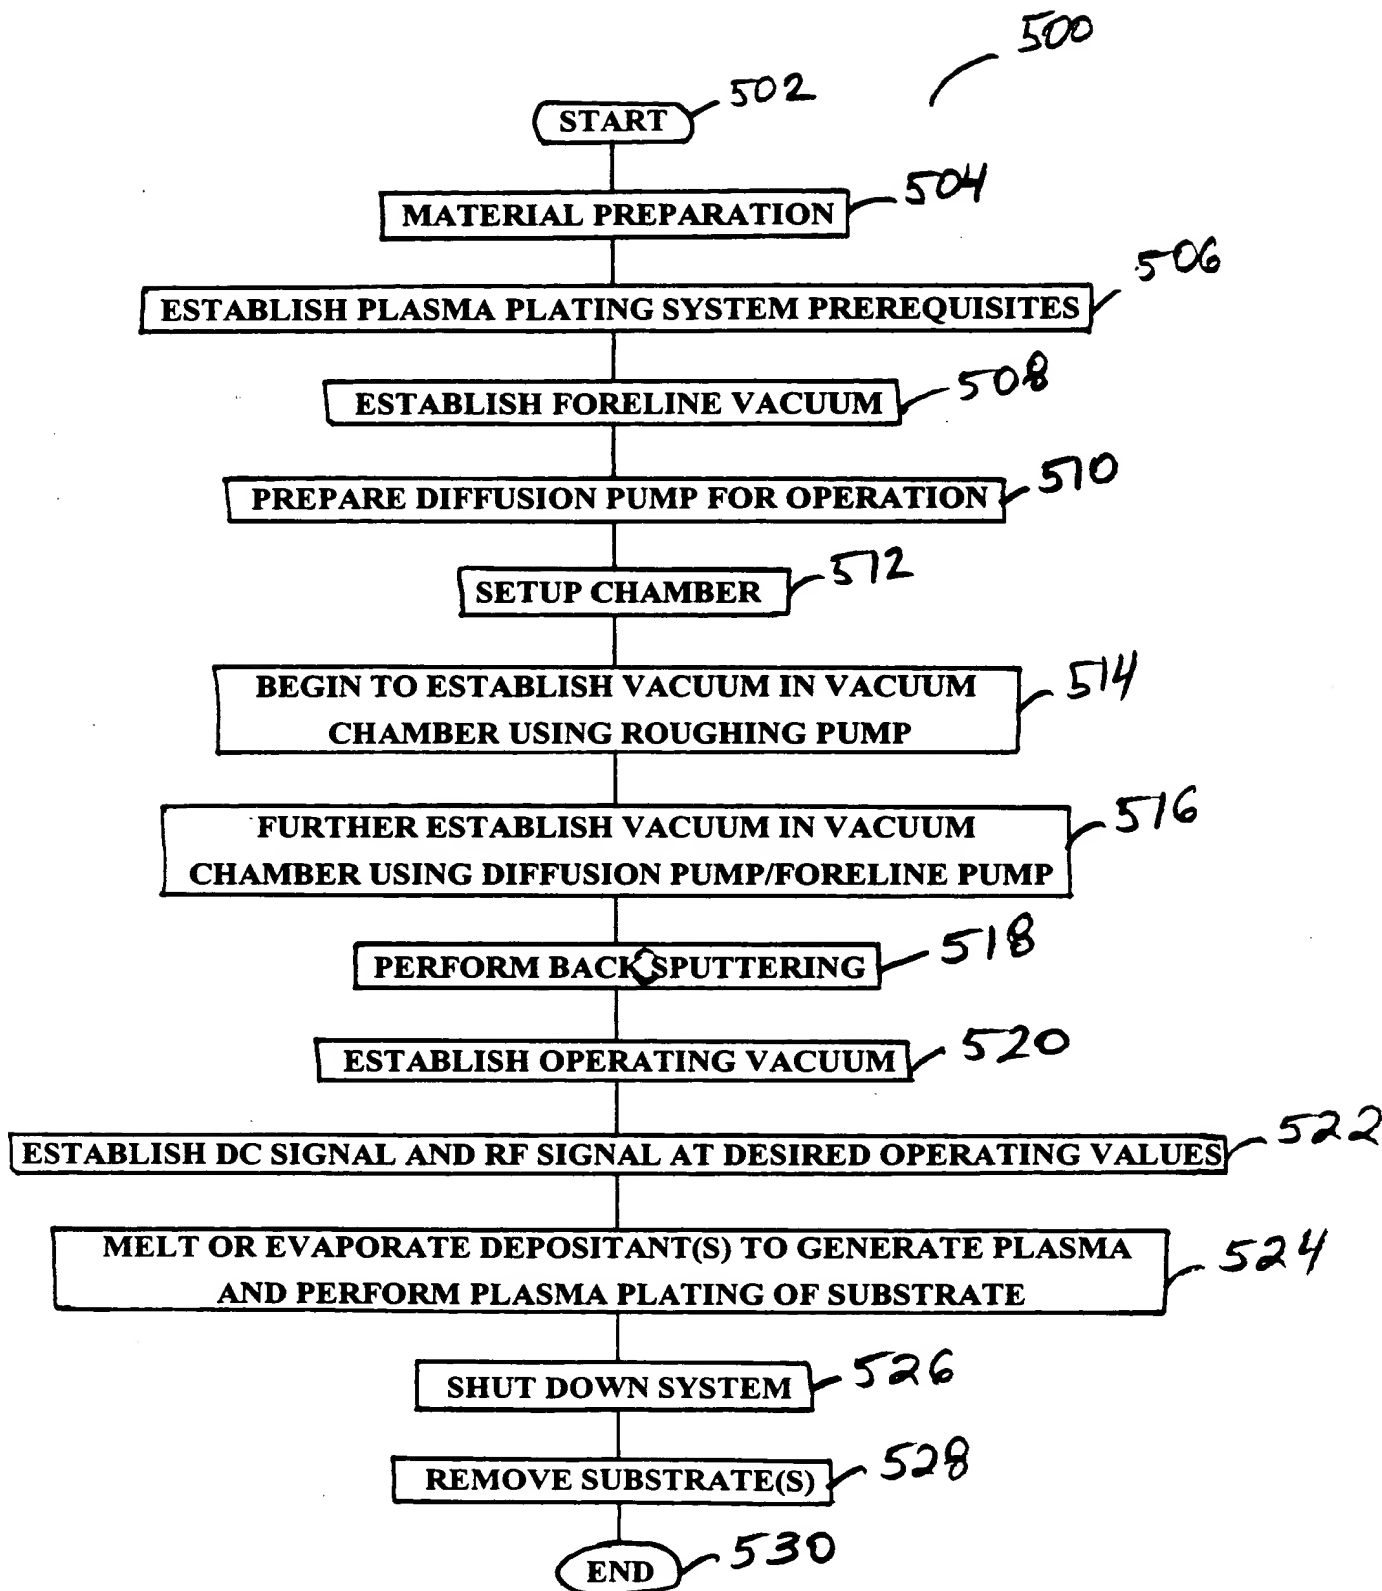 500
START 502
MATERIAL PREPARATION 504
ESTABLISH PLASMA PLATING SYSTEM PREREQUISITES 506
ESTABLISH FORELINE VACUUM 508
PREPARE DIFFUSION PUMP FOR OPERATION 510
SETUP CHAMBER 512
BEGIN TO ESTABLISH VACUUM IN VACUUM
CHAMBER USING ROUGHING PUMP 514
FURTHER ESTABLISH VACUUM IN VACUUM
CHAMBER USING DIFFUSION PUMP/FORELINE PUMP 516
PERFORM BACK SPUTTERING 518
ESTABLISH OPERATING VACUUM 520
ESTABLISH DC SIGNAL AND RF SIGNAL AT DESIRED OPERATING VALUES 522
MELT OR EVAPORATE DEPOSITANT(S) TO GENERATE PLASMA
AND PERFORM PLASMA PLATING OF SUBSTRATE 524
SHUT DOWN SYSTEM 526
REMOVE SUBSTRATE(S) 528
END 530